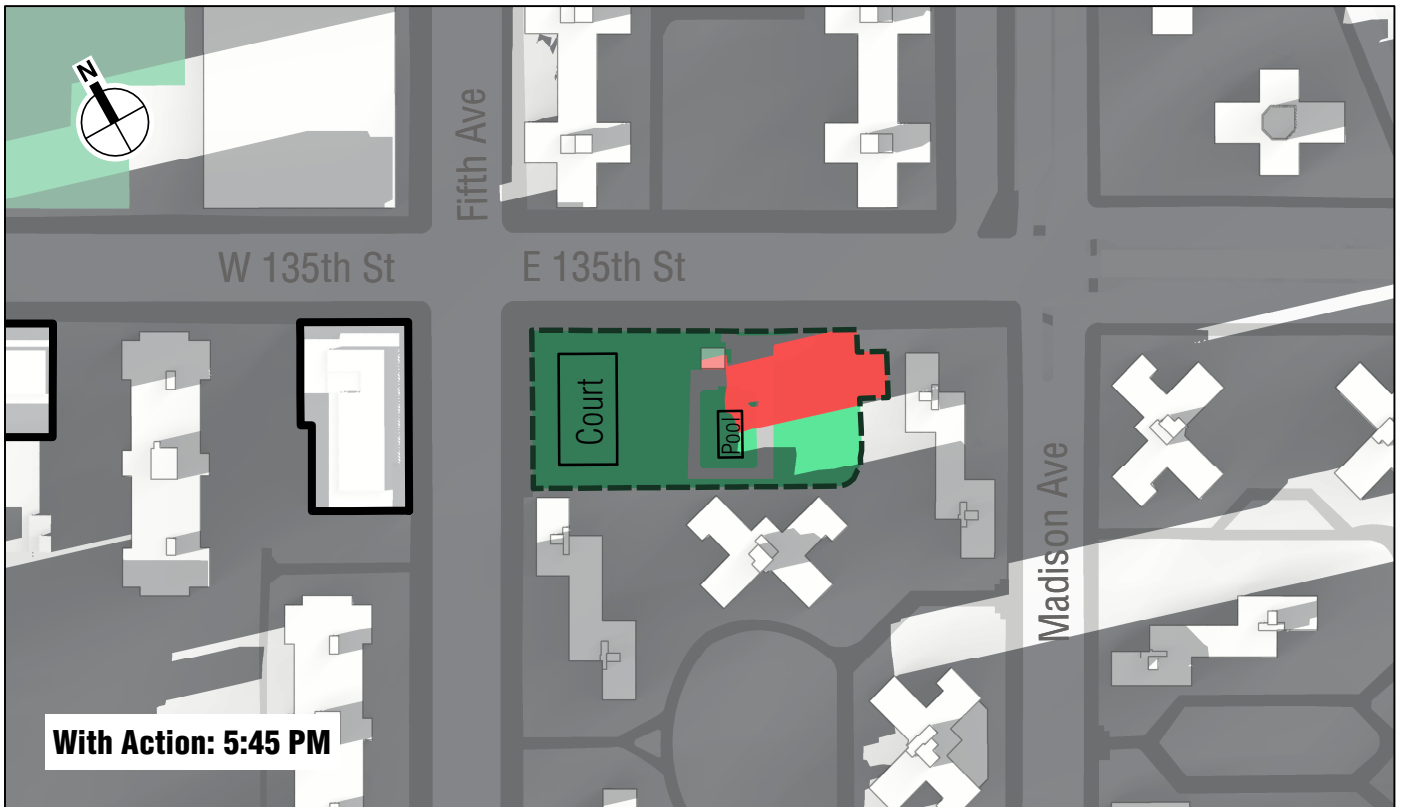 N
Fifth Ave
W 135th St
E 135th St
Court
Pool
Madison Ave
With Action: 5:45 PM